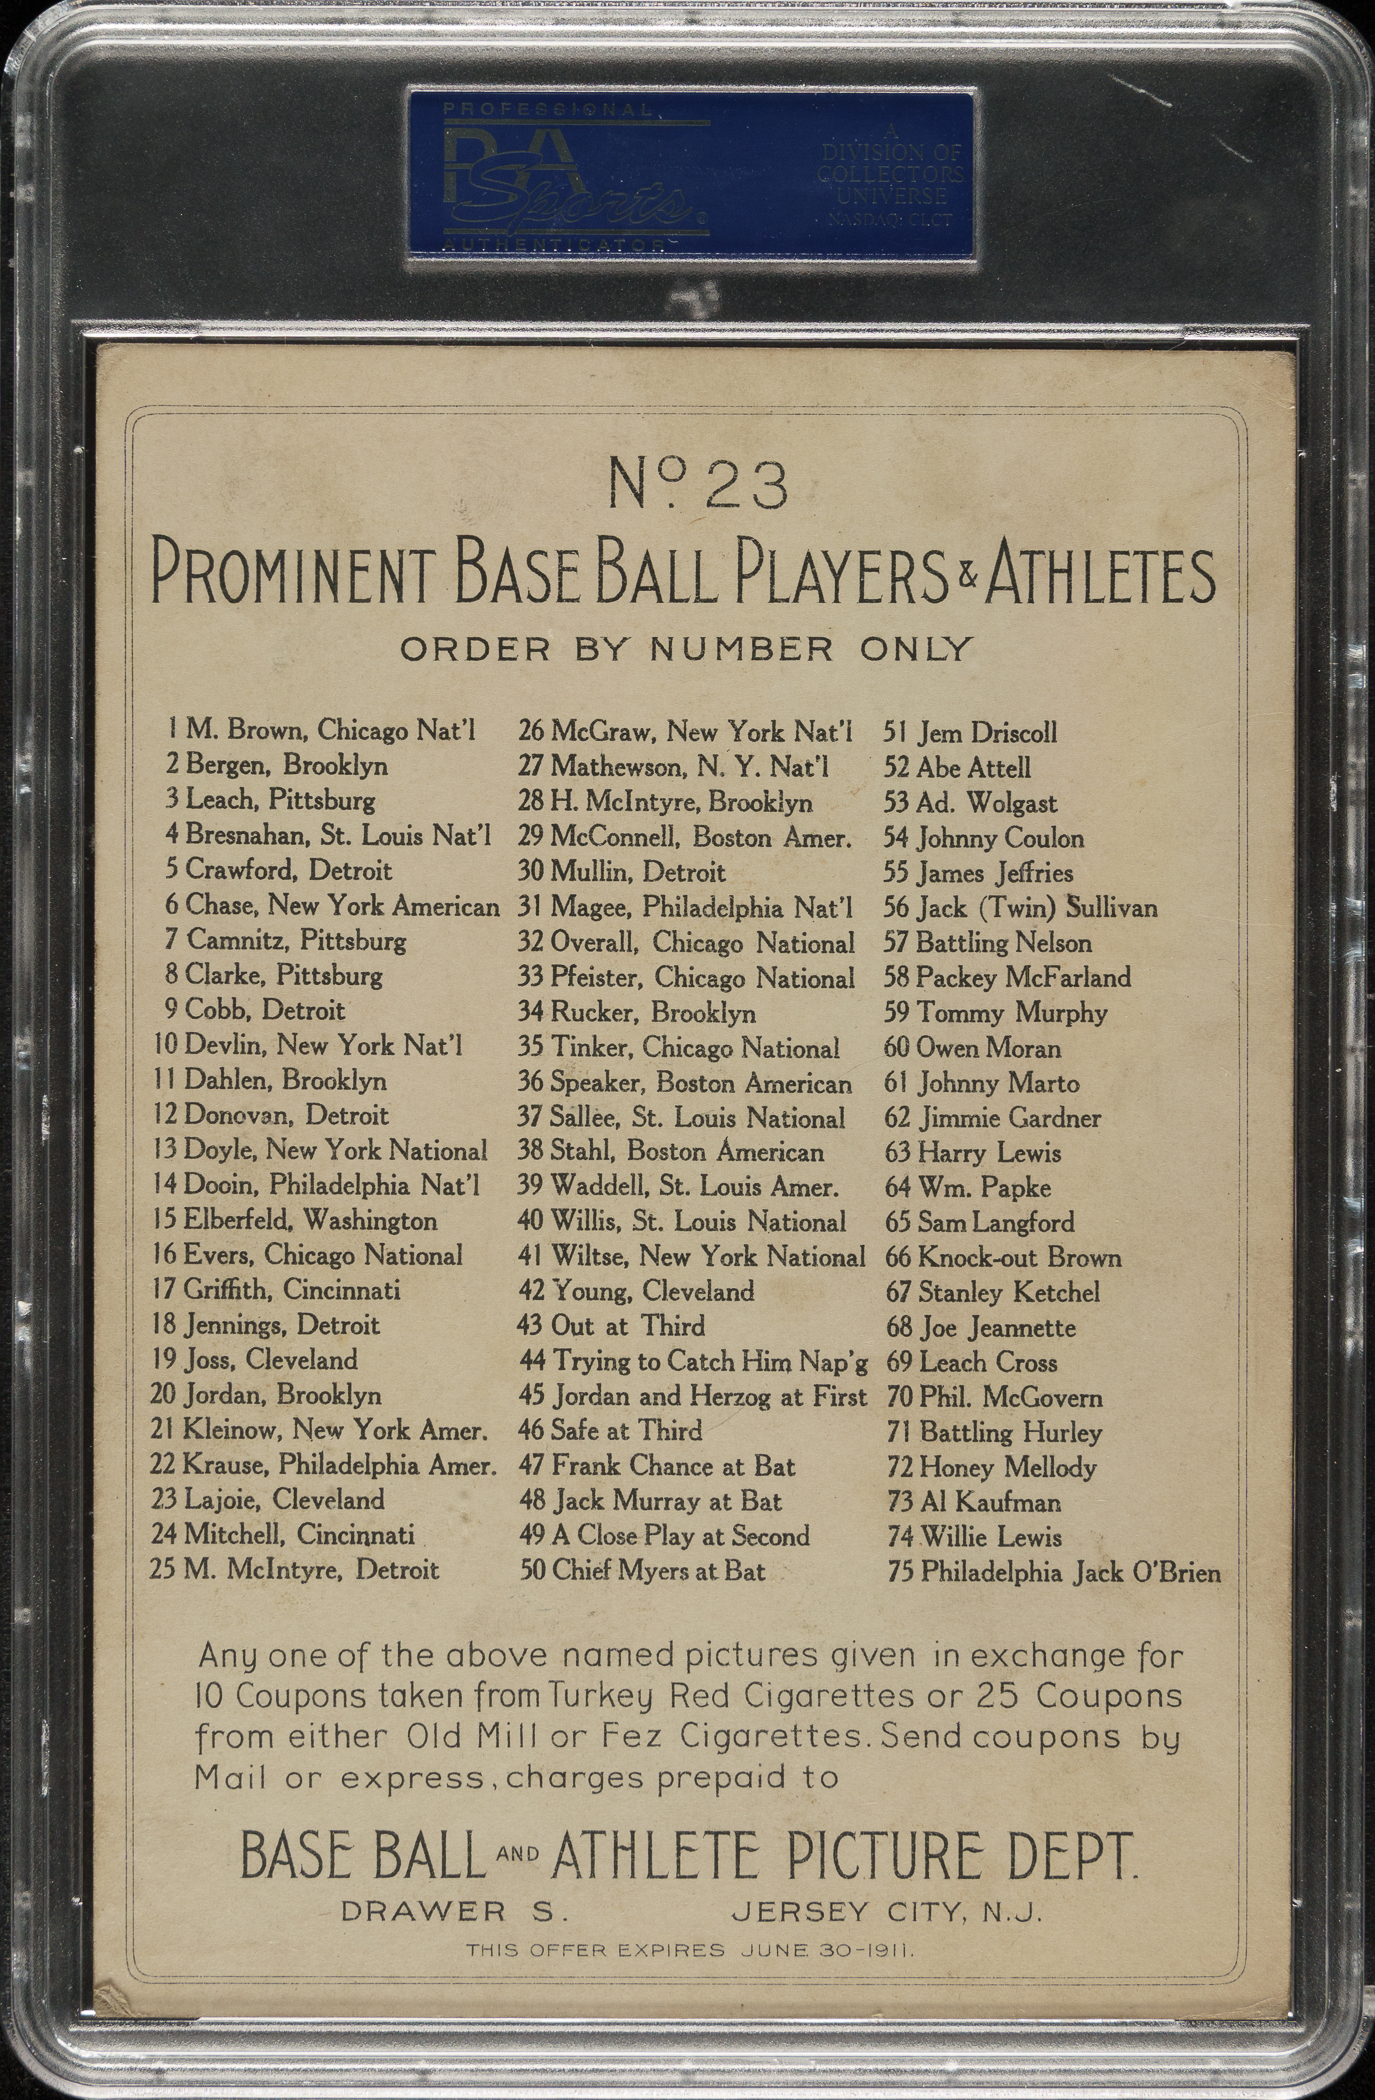 PROFESSIONAL
PSA
Sports®
AUTHENTICATOR
A
DIVISION OF
COLLECTORS
UNIVERSE
NASDAQ: CLCT
Nº. 23
PROMINENT BASE BALL PLAYERS & ATHLETES
ORDER BY NUMBER ONLY
1 M. Brown, Chicago Nat'l
2 Bergen, Brooklyn
3 Leach, Pittsburg
4 Bresnahan, St. Louis Nat'l
5 Crawford, Detroit
6 Chase, New York American
7 Camnitz, Pittsburg
8 Clarke, Pittsburg
9 Cobb, Detroit
10 Devlin, New York Nat'l
11 Dahlen, Brooklyn
12 Donovan, Detroit
13 Doyle, New York National
14 Dooin, Philadelphia Nat'l
15 Elberfeld, Washington
16 Evers, Chicago National
17 Griffith, Cincinnati
18 Jennings, Detroit
19 Joss, Cleveland
20 Jordan, Brooklyn
21 Kleinow, New York Amer.
22 Krause, Philadelphia Amer.
23 Lajoie, Cleveland
24 Mitchell, Cincinnati
25 M. McIntyre, Detroit
26 McGraw, New York Nat'l
27 Mathewson, N. Y. Nat'l
28 H. McIntyre, Brooklyn
29 McConnell, Boston Amer.
30 Mullin, Detroit
31 Magee, Philadelphia Nat'l
32 Overall, Chicago National
33 Pfeister, Chicago National
34 Rucker, Brooklyn
35 Tinker, Chicago National
36 Speaker, Boston American
37 Sallee, St. Louis National
38 Stahl, Boston American
39 Waddell, St. Louis Amer.
40 Willis, St. Louis National
41 Wiltse, New York National
42 Young, Cleveland
43 Out at Third
44 Trying to Catch Him Nap'g
45 Jordan and Herzog at First
46 Safe at Third
47 Frank Chance at Bat
48 Jack Murray at Bat
49 A Close Play at Second
50 Chief Myers at Bat
51 Jem Driscoll
52 Abe Attell
53 Ad. Wolgast
54 Johnny Coulon
55 James Jeffries
56 Jack (Twin) Sullivan
57 Battling Nelson
58 Packey McFarland
59 Tommy Murphy
60 Owen Moran
61 Johnny Marto
62 Jimmie Gardner
63 Harry Lewis
64 Wm. Papke
65 Sam Langford
66 Knock-out Brown
67 Stanley Ketchel
68 Joe Jeannette
69 Leach Cross
70 Phil. McGovern
71 Battling Hurley
72 Honey Mellody
73 Al Kaufman
74 Willie Lewis
75 Philadelphia Jack O'Brien
Any one of the above named pictures given in exchange for
10 Coupons taken from Turkey Red Cigarettes or 25 Coupons
from either Old Mill or Fez Cigarettes. Send coupons by
Mail or express, charges prepaid to
BASE BALL AND ATHLETE PICTURE DEPT.
DRAWER S. JERSEY CITY, N.J.
THIS OFFER EXPIRES JUNE 30-1911.